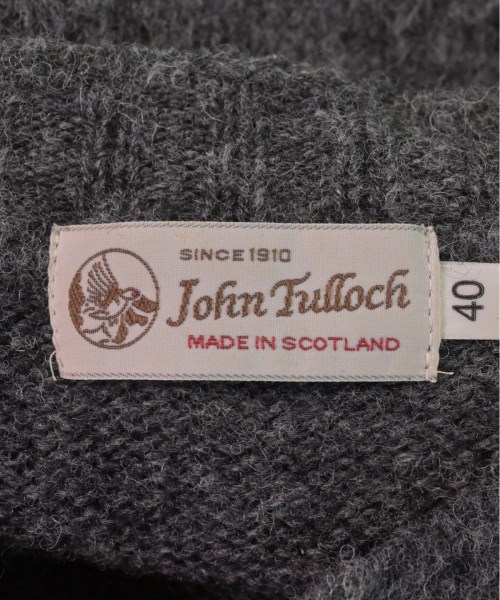 SINCE 1910
John Tulloch
MADE IN SCOTLAND
40